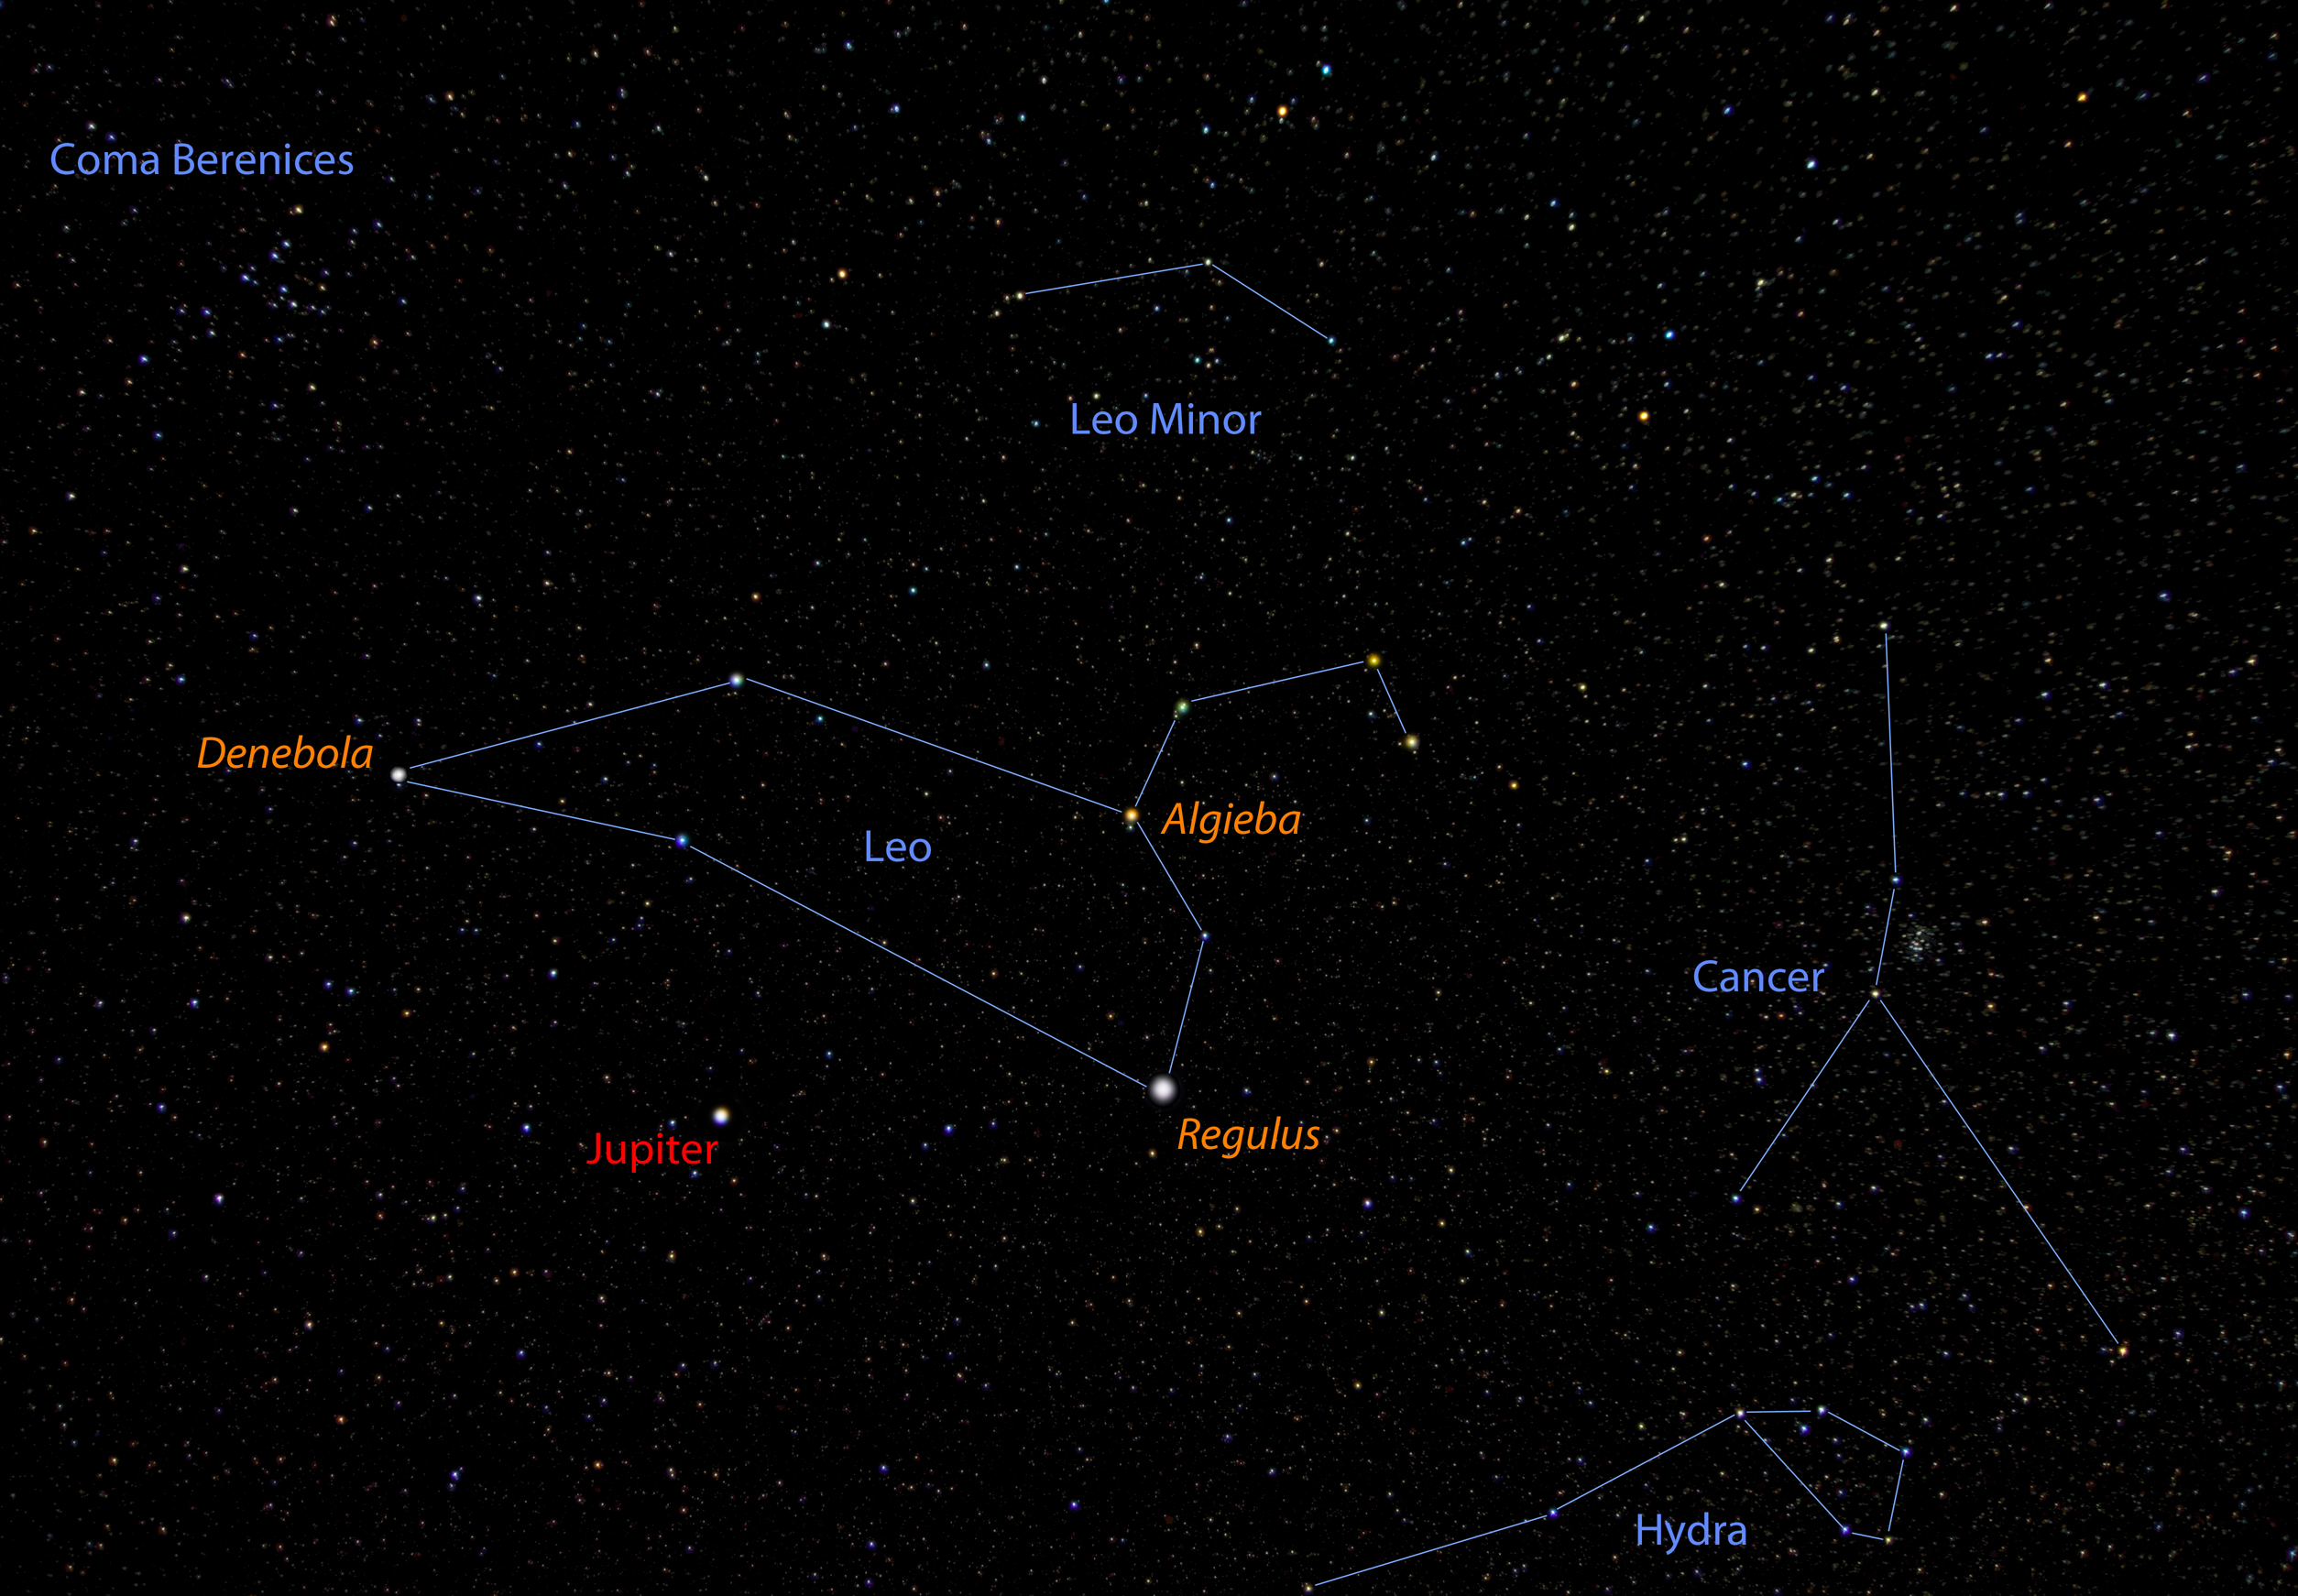 Coma Berenices
Leo Minor
Denebola
Algieba
Leo
Cancer
Regulus
Jupiter
Hydra